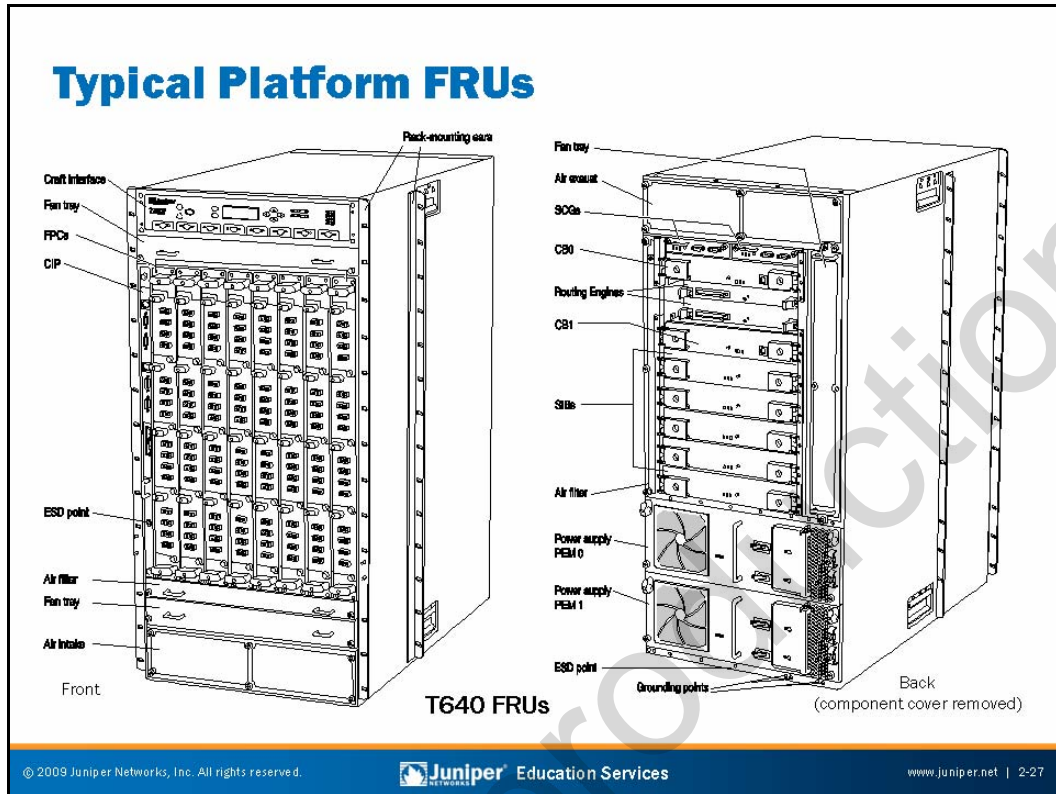 Typical Platform FRUs
Rack-mounting ears
Craft interface
Fan tray
FPCs
CIP
ESD point
Air filter
Fan tray
Air intake
Front
Fan tray
Air exaust
SCGs
CB0
Routing Engines
CB1
SIBs
Air filter
Power supply
PEM 0
Power supply
PEM 1
ESD point
Grounding points
Back
(component cover removed)
T640 FRUs
© 2009 Juniper Networks, Inc. All rights reserved.
Juniper NETWORKS Education Services
www.juniper.net | 2-27